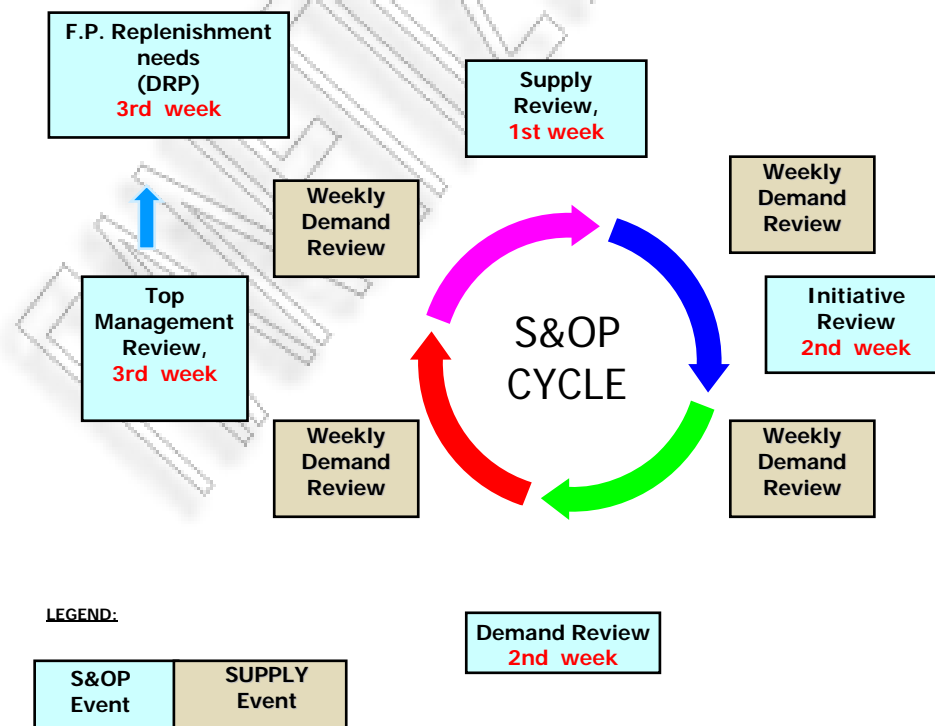 F.P. Replenishment
needs
(DRP)
3rd week
Supply
Review,
1st week
Weekly
Demand
Review
Weekly
Demand
Review
Top
Management
Review,
3rd week
S&OP
CYCLE
Initiative
Review
2nd week
Weekly
Demand
Review
Weekly
Demand
Review
LEGEND:
Demand Review
2nd week
S&OP
Event
SUPPLY
Event